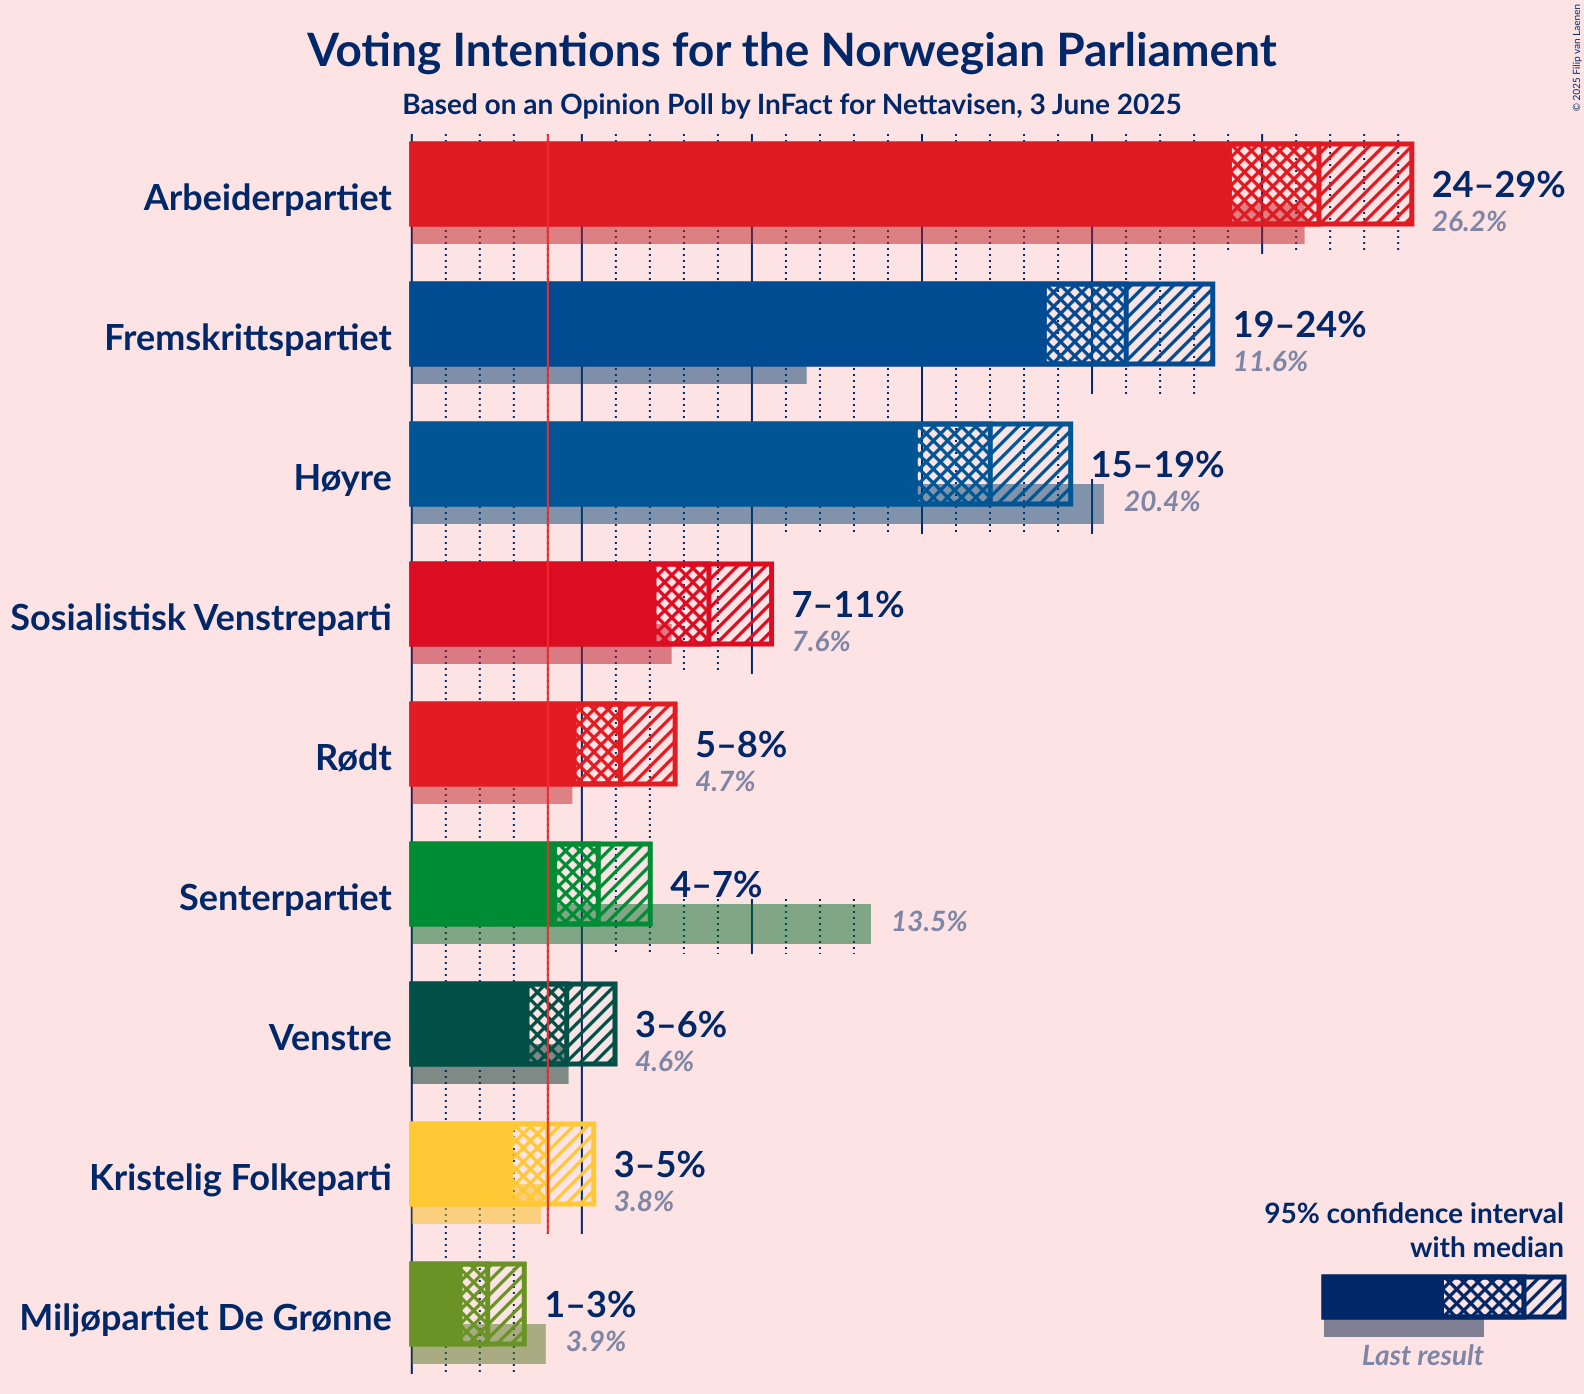 Voting Intentions for the Norwegian Parliament
Based on an Opinion Poll by InFact for Nettavisen, 3 June 2025
© 2025 Filip van Laenen
Arbeiderpartiet
24–29%
26.2%
Fremskrittspartiet
19–24%
11.6%
Høyre
15–19%
20.4%
Sosialistisk Venstreparti
7–11%
7.6%
Rødt
5–8%
4.7%
Senterpartiet
4–7%
13.5%
Venstre
3–6%
4.6%
Kristelig Folkeparti
3–5%
3.8%
Miljøpartiet De Grønne
1–3%
3.9%
95% confidence interval
with median
Last result